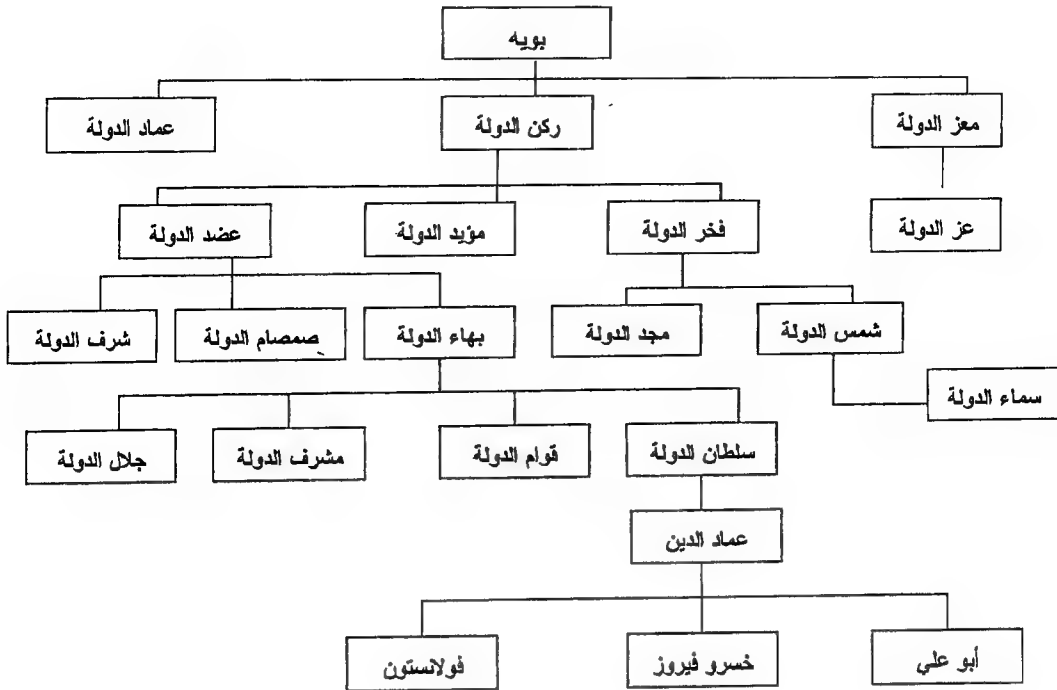 بويه
معز الدولة
ركن الدولة
عماد الدولة
عز الدولة
فخر الدولة
مؤيد الدولة
عضد الدولة
شمس الدولة
مجد الدولة
بهاء الدولة
صمصام الدولة
شرف الدولة
سماء الدولة
سلطان الدولة
قوام الدولة
مشرف الدولة
جلال الدولة
عماد الدين
أبو علي
خسرو فيروز
فولانستون